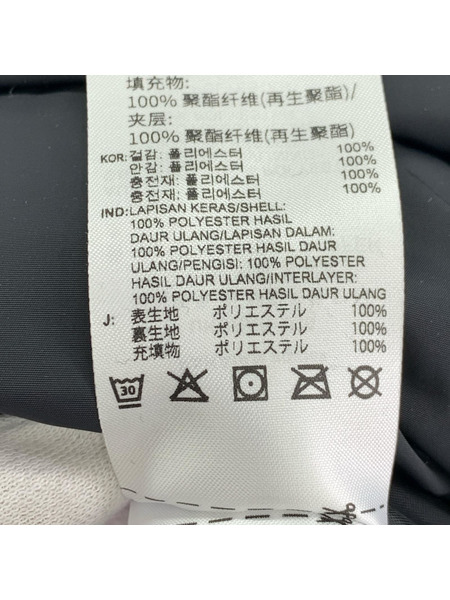 填充物:
100% 聚酯纤维(再生聚酯)/
夹层:
100% 聚酯纤维(再生聚酯)
KOR: 겉감: 폴리에스터 100%
안감: 폴리에스터 100%
충전재: 폴리에스터 100%
충전재: 폴리에스터 100%
IND: LAPISAN KERAS/SHELL:
100% POLYESTER HASIL
DAUR ULANG/LAPISAN DALAM:
100% POLYESTER HASIL DAUR
ULANG/PENGISI: 100% POLYESTER
HASIL DAUR ULANG/INTERLAYER:
100% POLYESTER HASIL DAUR ULANG
J: 表生地 ポリエステル 100%
裏生地 ポリエステル 100%
充填物 ポリエステル 100%
30